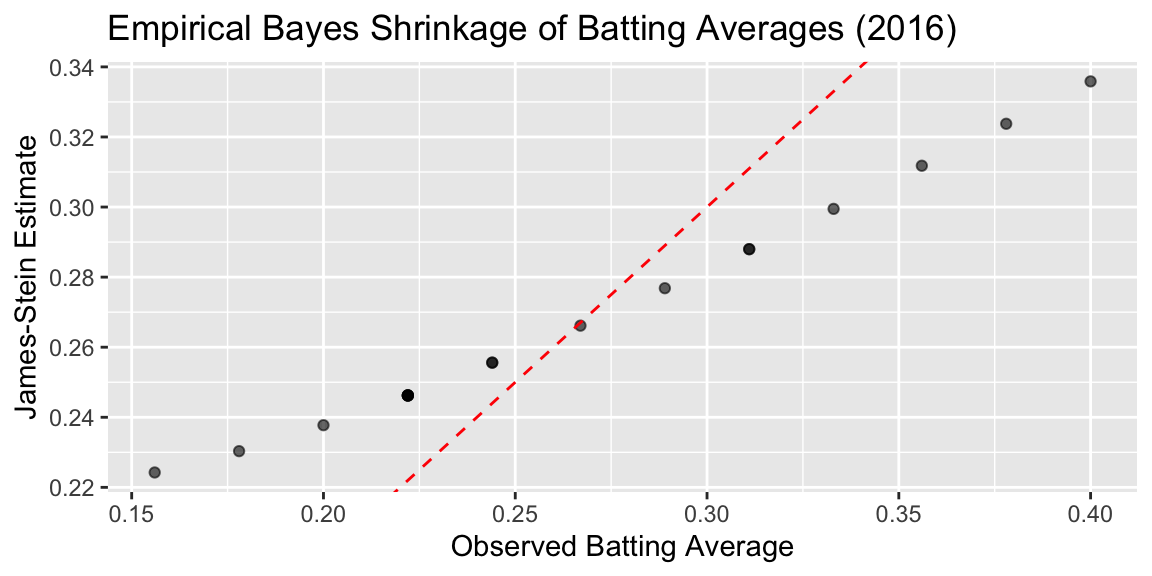 Empirical Bayes Shrinkage of Batting Averages (2016)
James-Stein Estimate
0.34
0.32
0.30
0.28
0.26
0.24
0.22
0.15 0.20 0.25 0.30 0.35 0.40
Observed Batting Average